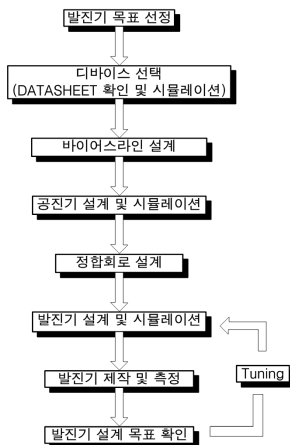 발진기 목표 선정
디바이스 선택
(DATASHEET 확인 및 시뮬레이션)
바이어스라인 설계
공진기 설계 및 시뮬레이션
정합회로 설계
발진기 설계 및 시뮬레이션
발진기 제작 및 측정
Tuning
발진기 설계 목표 확인